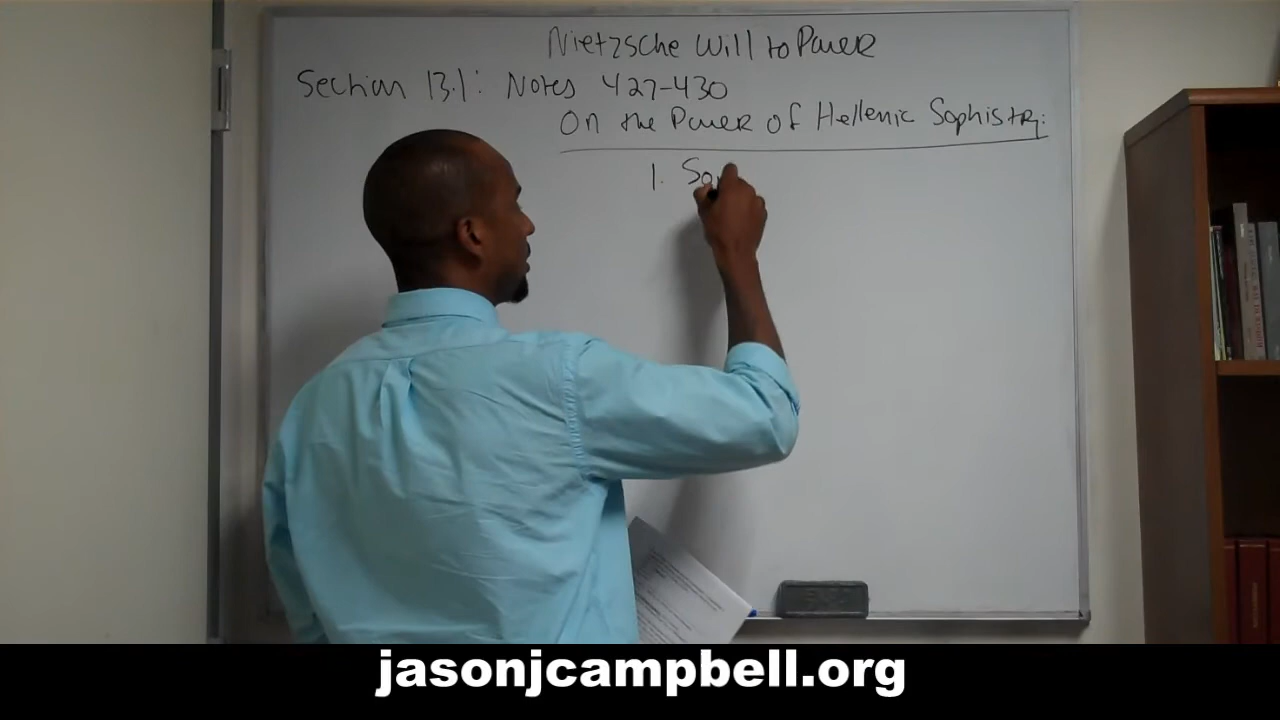 Nietzsche Will to Power
Section 13.1: Notes 427-430
On the Power of Hellenic Sophistry:
1. So
jasonjcampbell.org